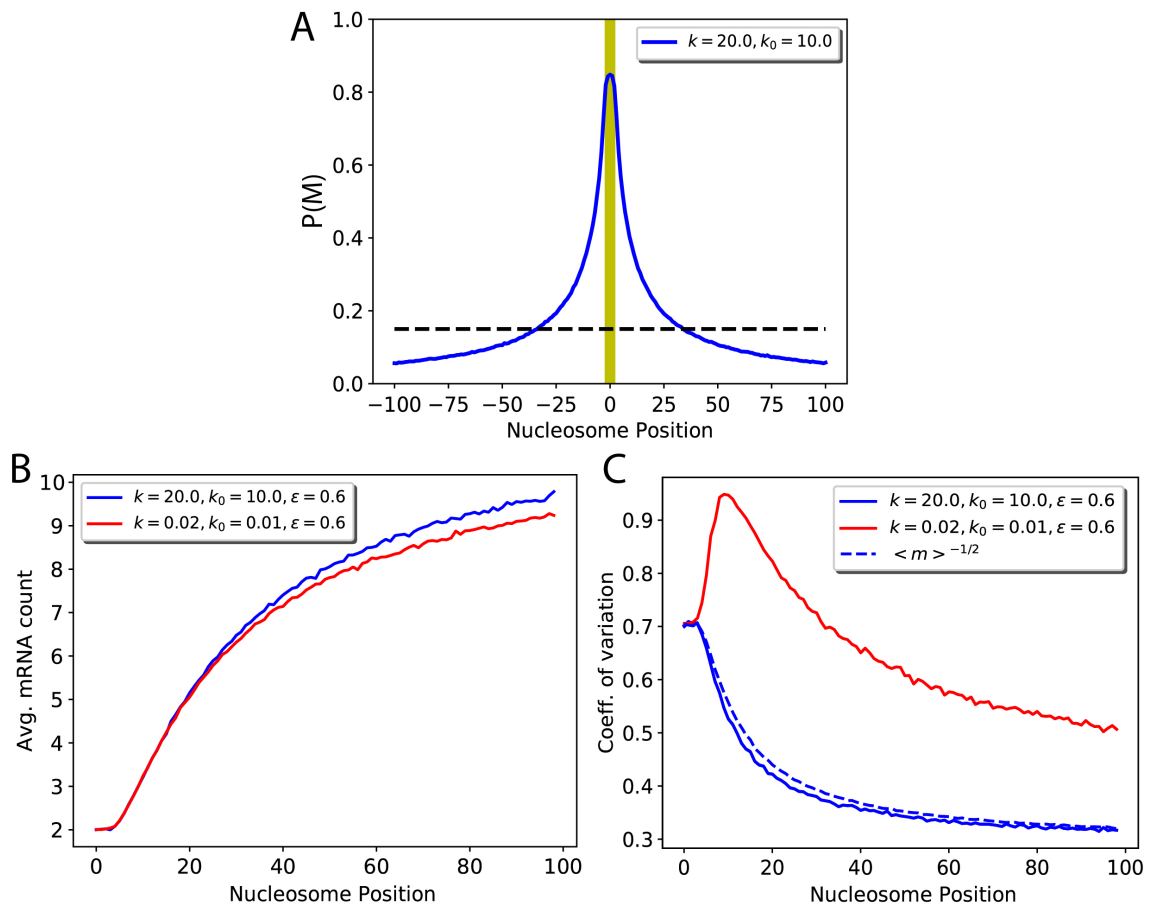 A
1.0
0.8
0.6
0.4
0.2
0.0
P(M)
k = 20.0, k₀ = 10.0
−100 −75 −50 −25 0 25 50 75 100
Nucleosome Position
B
10
9
8
7
6
5
4
3
2
Avg. mRNA count
k = 20.0, k₀ = 10.0, ε = 0.6
k = 0.02, k₀ = 0.01, ε = 0.6
0 20 40 60 80 100
Nucleosome Position
C
0.9
0.8
0.7
0.6
0.5
0.4
0.3
Coeff. of variation
k = 20.0, k₀ = 10.0, ε = 0.6
k = 0.02, k₀ = 0.01, ε = 0.6
< m >⁻¹/²
0 20 40 60 80 100
Nucleosome Position